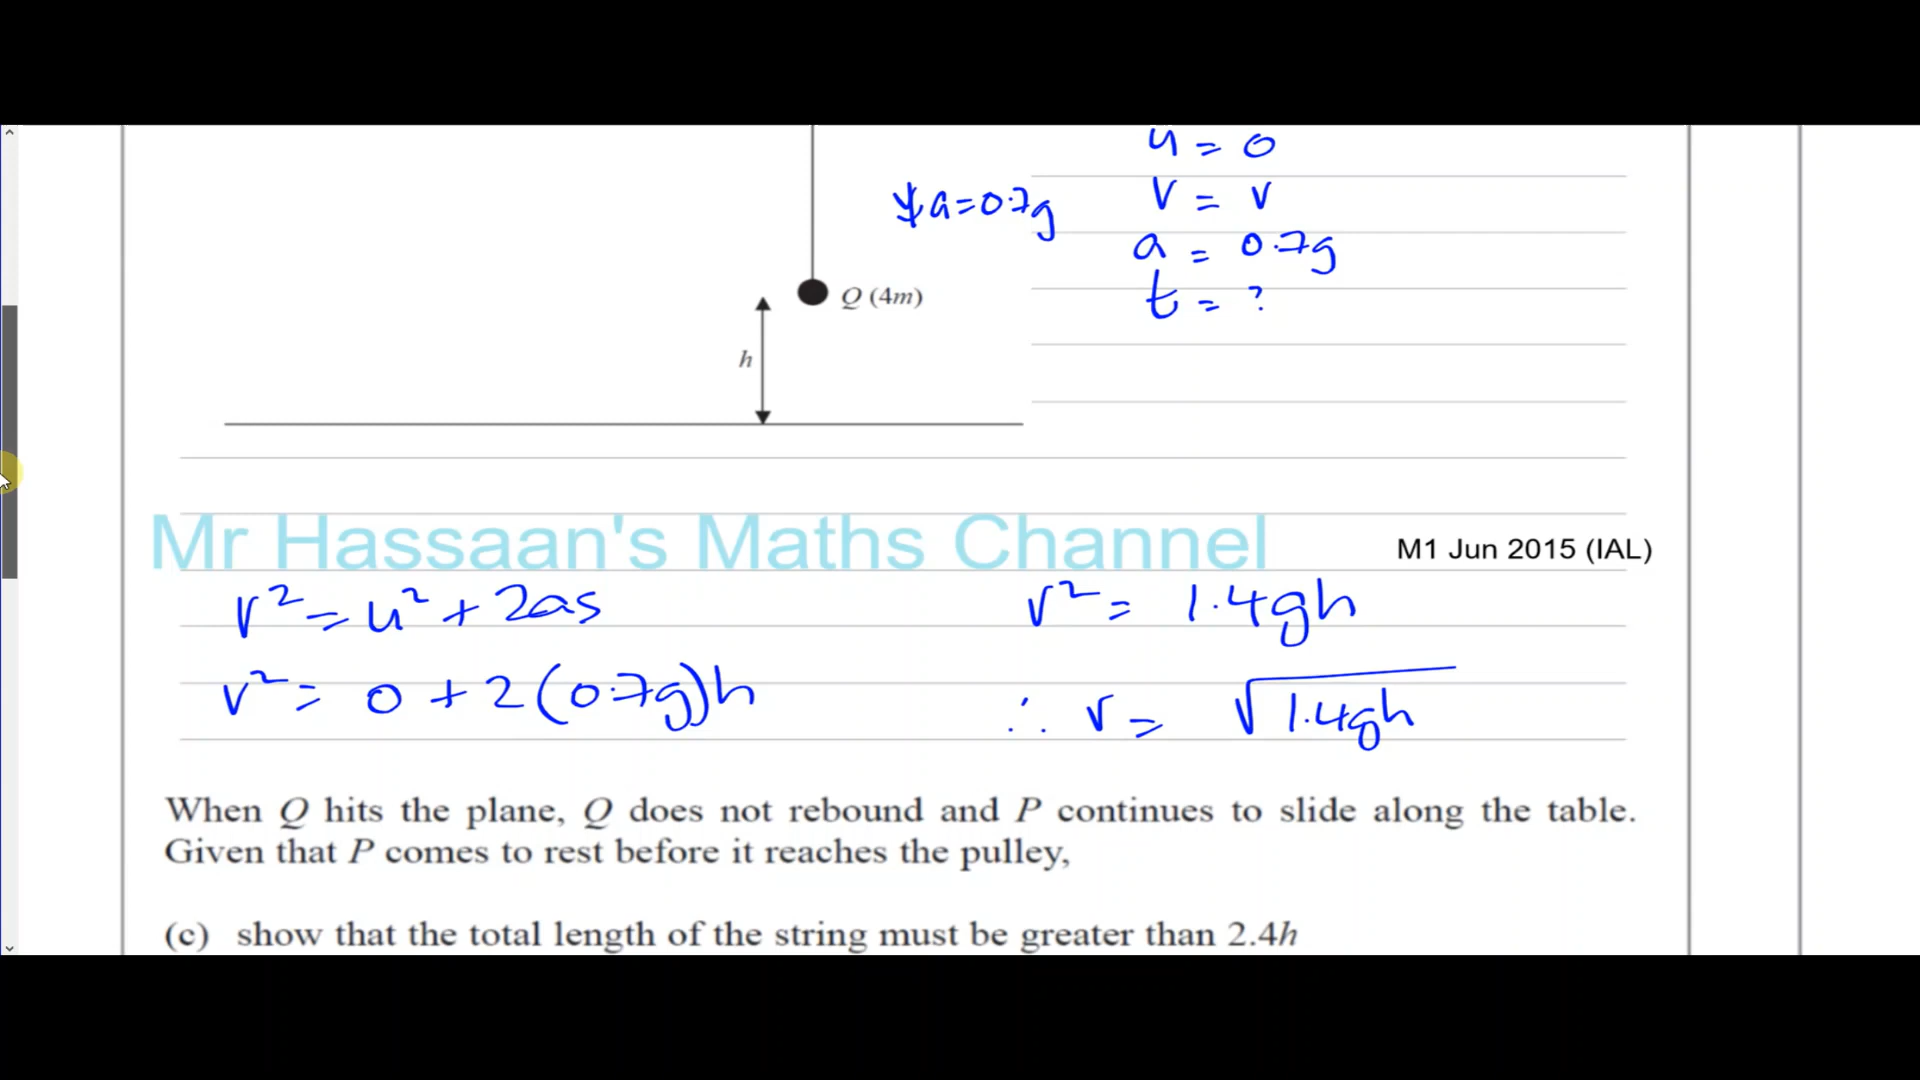 u = 0
a=0.7g
v = v
a = 0.7g
Q (4m)
t = ?
h
Mr Hassaan's Maths Channel
M1 Jun 2015 (IAL)
v² = u² + 2as
v² = 1.4gh
v² = 0 + 2(0.7g)h
∴ v = √1.4gh
When Q hits the plane, Q does not rebound and P continues to slide along the table.
Given that P comes to rest before it reaches the pulley,
(c) show that the total length of the string must be greater than 2.4h